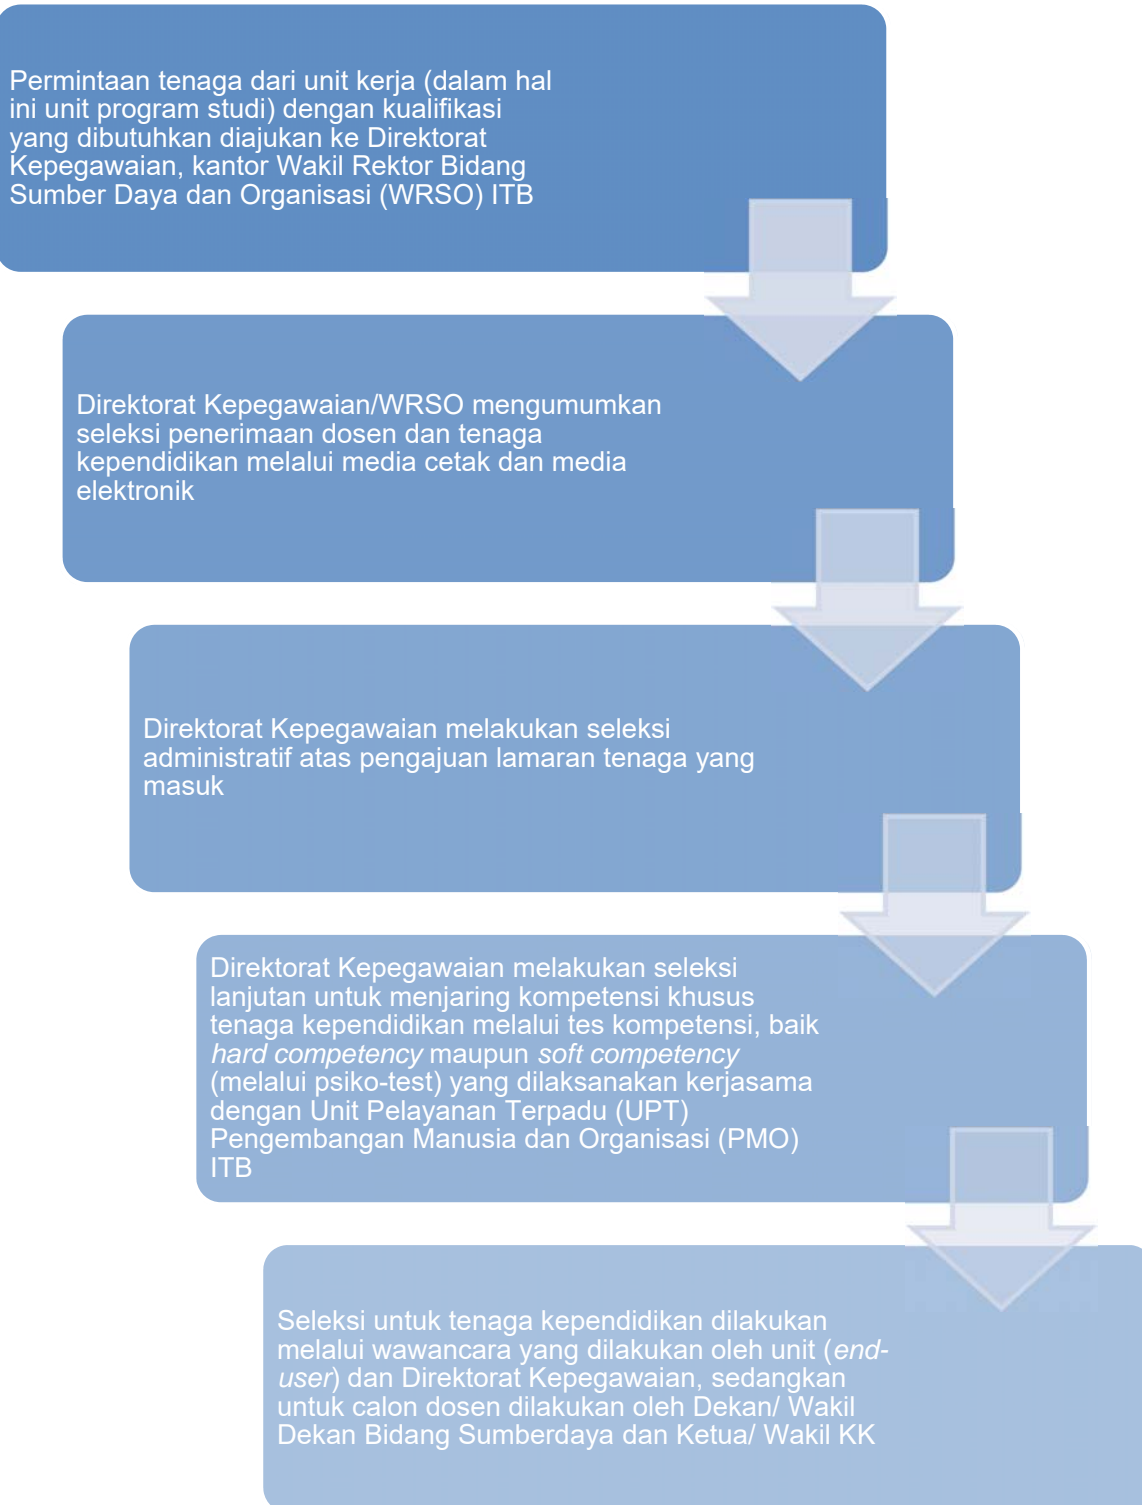 Permintaan tenaga dari unit kerja (dalam hal
ini unit program studi) dengan kualifikasi
yang dibutuhkan diajukan ke Direktorat
Kepegawaian, kantor Wakil Rektor Bidang
Sumber Daya dan Organisasi (WRSO) ITB
Direktorat Kepegawaian/WRSO mengumumkan
seleksi penerimaan dosen dan tenaga
kependidikan melalui media cetak dan media
elektronik
Direktorat Kepegawaian melakukan seleksi
administratif atas pengajuan lamaran tenaga yang
masuk
Direktorat Kepegawaian melakukan seleksi
lanjutan untuk menjaring kompetensi khusus
tenaga kependidikan melalui tes kompetensi, baik
hard competency maupun soft competency
(melalui psiko-test) yang dilaksanakan kerjasama
dengan Unit Pelayanan Terpadu (UPT)
Pengembangan Manusia dan Organisasi (PMO)
ITB
Seleksi untuk tenaga kependidikan dilakukan
melalui wawancara yang dilakukan oleh unit (end-
user) dan Direktorat Kepegawaian, sedangkan
untuk calon dosen dilakukan oleh Dekan/ Wakil
Dekan Bidang Sumberdaya dan Ketua/ Wakil KK